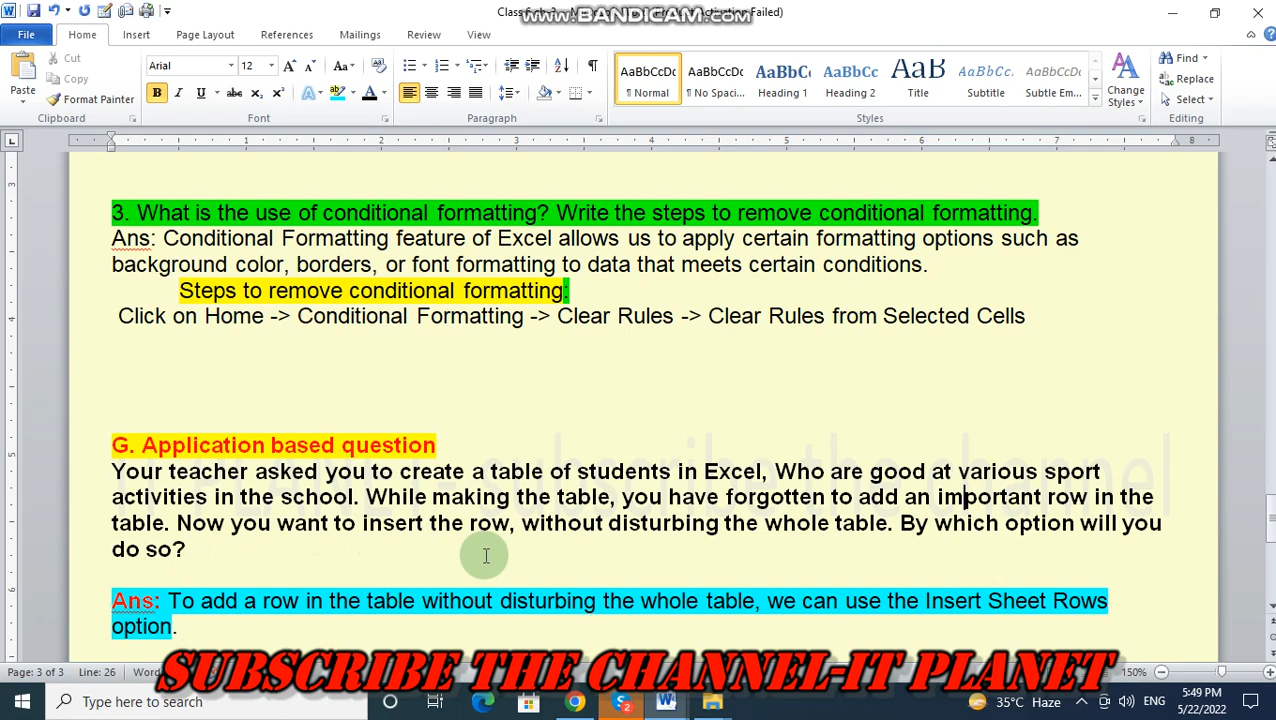 Class 6 ch-3
Activation Failed)
www.BANDICAM.com
File Home Insert Page Layout References Mailings Review View
Cut
Copy
Format Painter
Paste
Clipboard
Arial 12
Font
Paragraph
AaBbCcDc AaBbCcDc AaBbCc AaBbCc AaB AaBbCcL AaBbCcDc
¶ Normal ¶ No Spaci... Heading 1 Heading 2 Title Subtitle Subtle Em...
Change Styles
Styles
Find
Replace
Select
Editing
3. What is the use of conditional formatting? Write the steps to remove conditional formatting.
Ans: Conditional Formatting feature of Excel allows us to apply certain formatting options such as
background color, borders, or font formatting to data that meets certain conditions.
Steps to remove conditional formatting:
Click on Home -> Conditional Formatting -> Clear Rules -> Clear Rules from Selected Cells
G. Application based question
Your teacher asked you to create a table of students in Excel, Who are good at various sport
activities in the school. While making the table, you have forgotten to add an important row in the
table. Now you want to insert the row, without disturbing the whole table. By which option will you
do so?
Ans: To add a row in the table without disturbing the whole table, we can use the Insert Sheet Rows
option.
SUBSCRIBE THE CHANNEL-IT PLANET
Page: 3 of 3 Line: 26 150%
Type here to search
35°C Haze
ENG
5:49 PM
5/22/2022